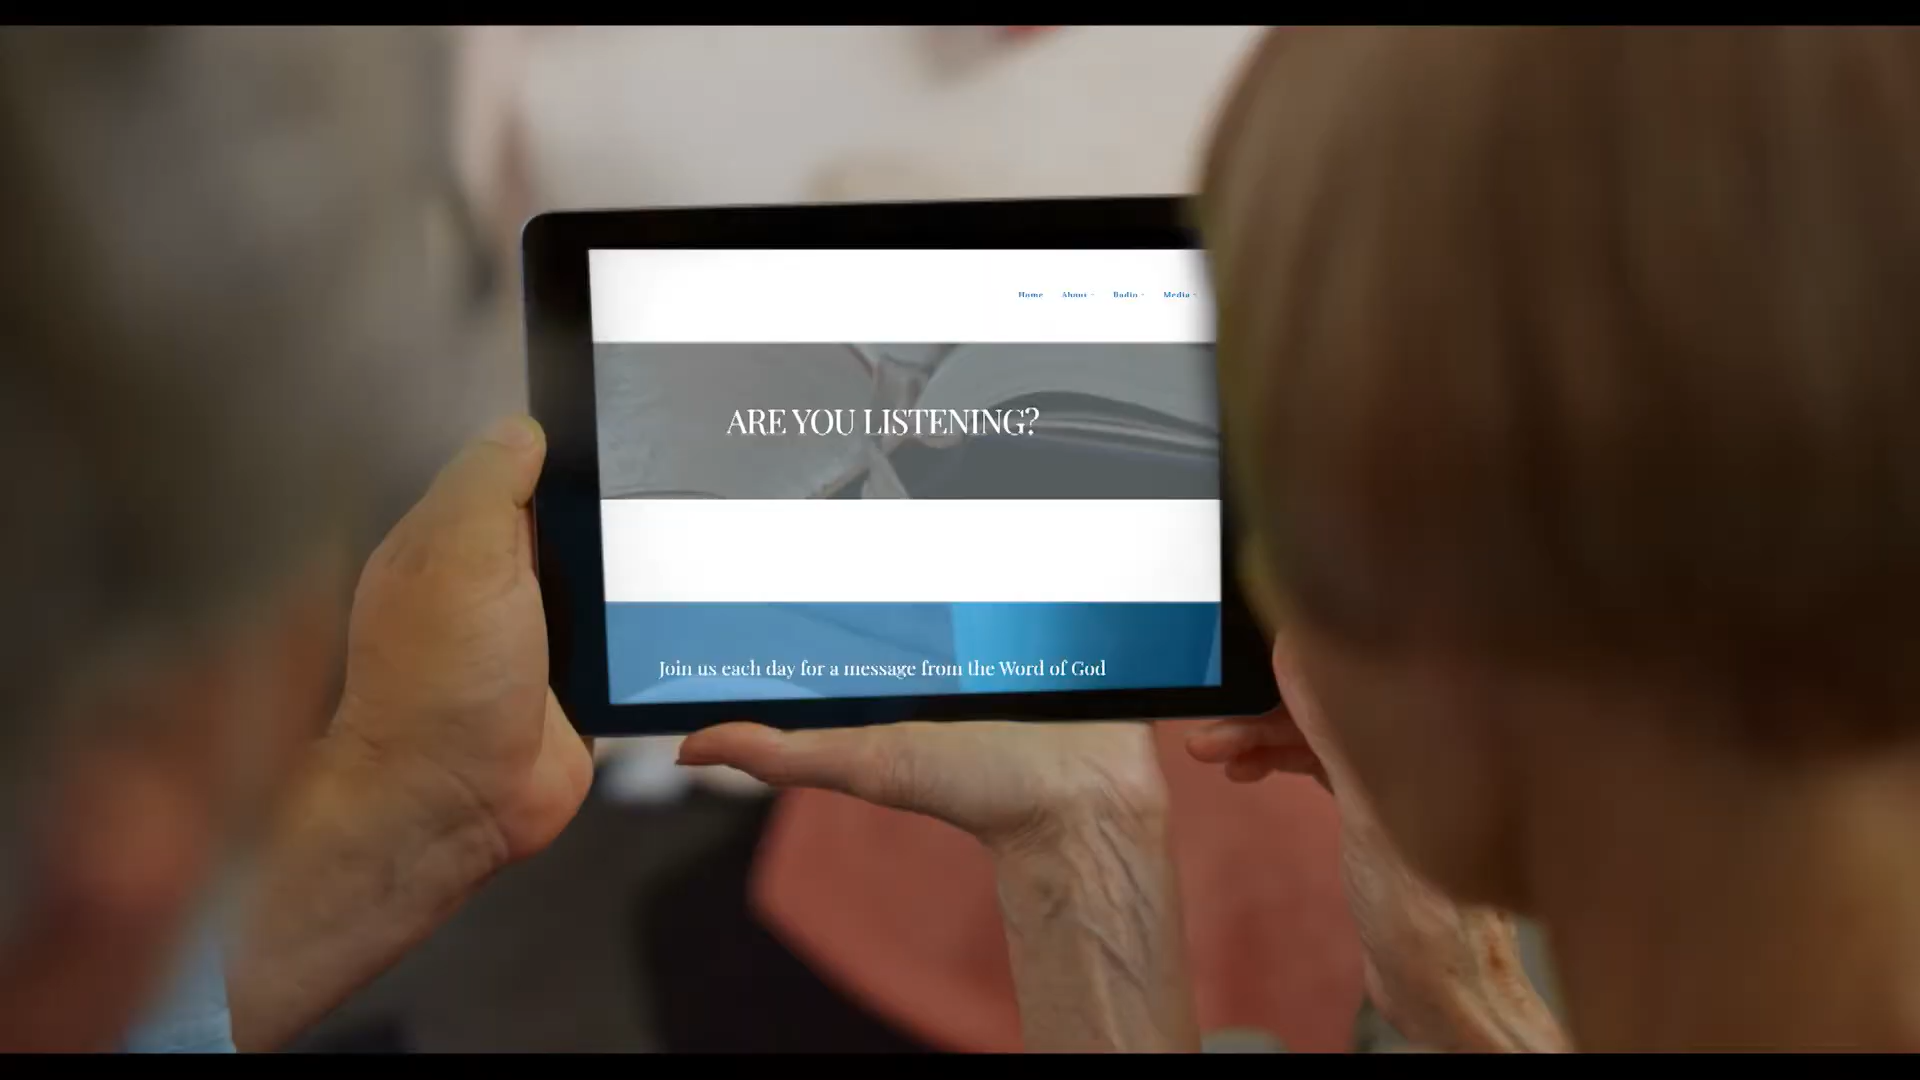 Home About Radio Media
ARE YOU LISTENING?
Join us each day for a message from the Word of God